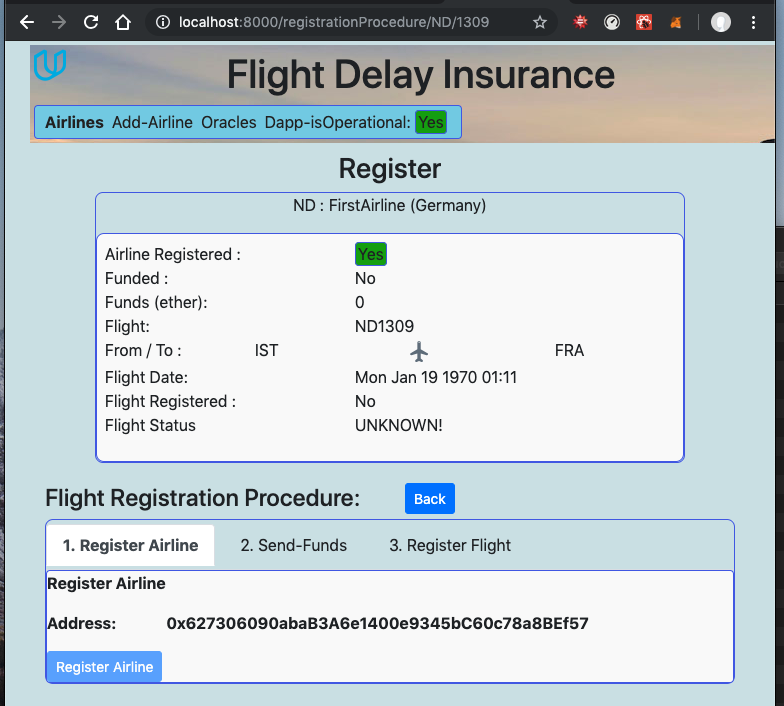 localhost:8000/registrationProcedure/ND/1309
Flight Delay Insurance
Airlines Add-Airline Oracles Dapp-isOperational: Yes
Register
ND : FirstAirline (Germany)
Airline Registered : Yes
Funded : No
Funds (ether): 0
Flight: ND1309
From / To : IST FRA
Flight Date: Mon Jan 19 1970 01:11
Flight Registered : No
Flight Status UNKNOWN!
Flight Registration Procedure: Back
1. Register Airline 2. Send-Funds 3. Register Flight
Register Airline
Address: 0x627306090abaB3A6e1400e9345bC60c78a8BEf57
Register Airline